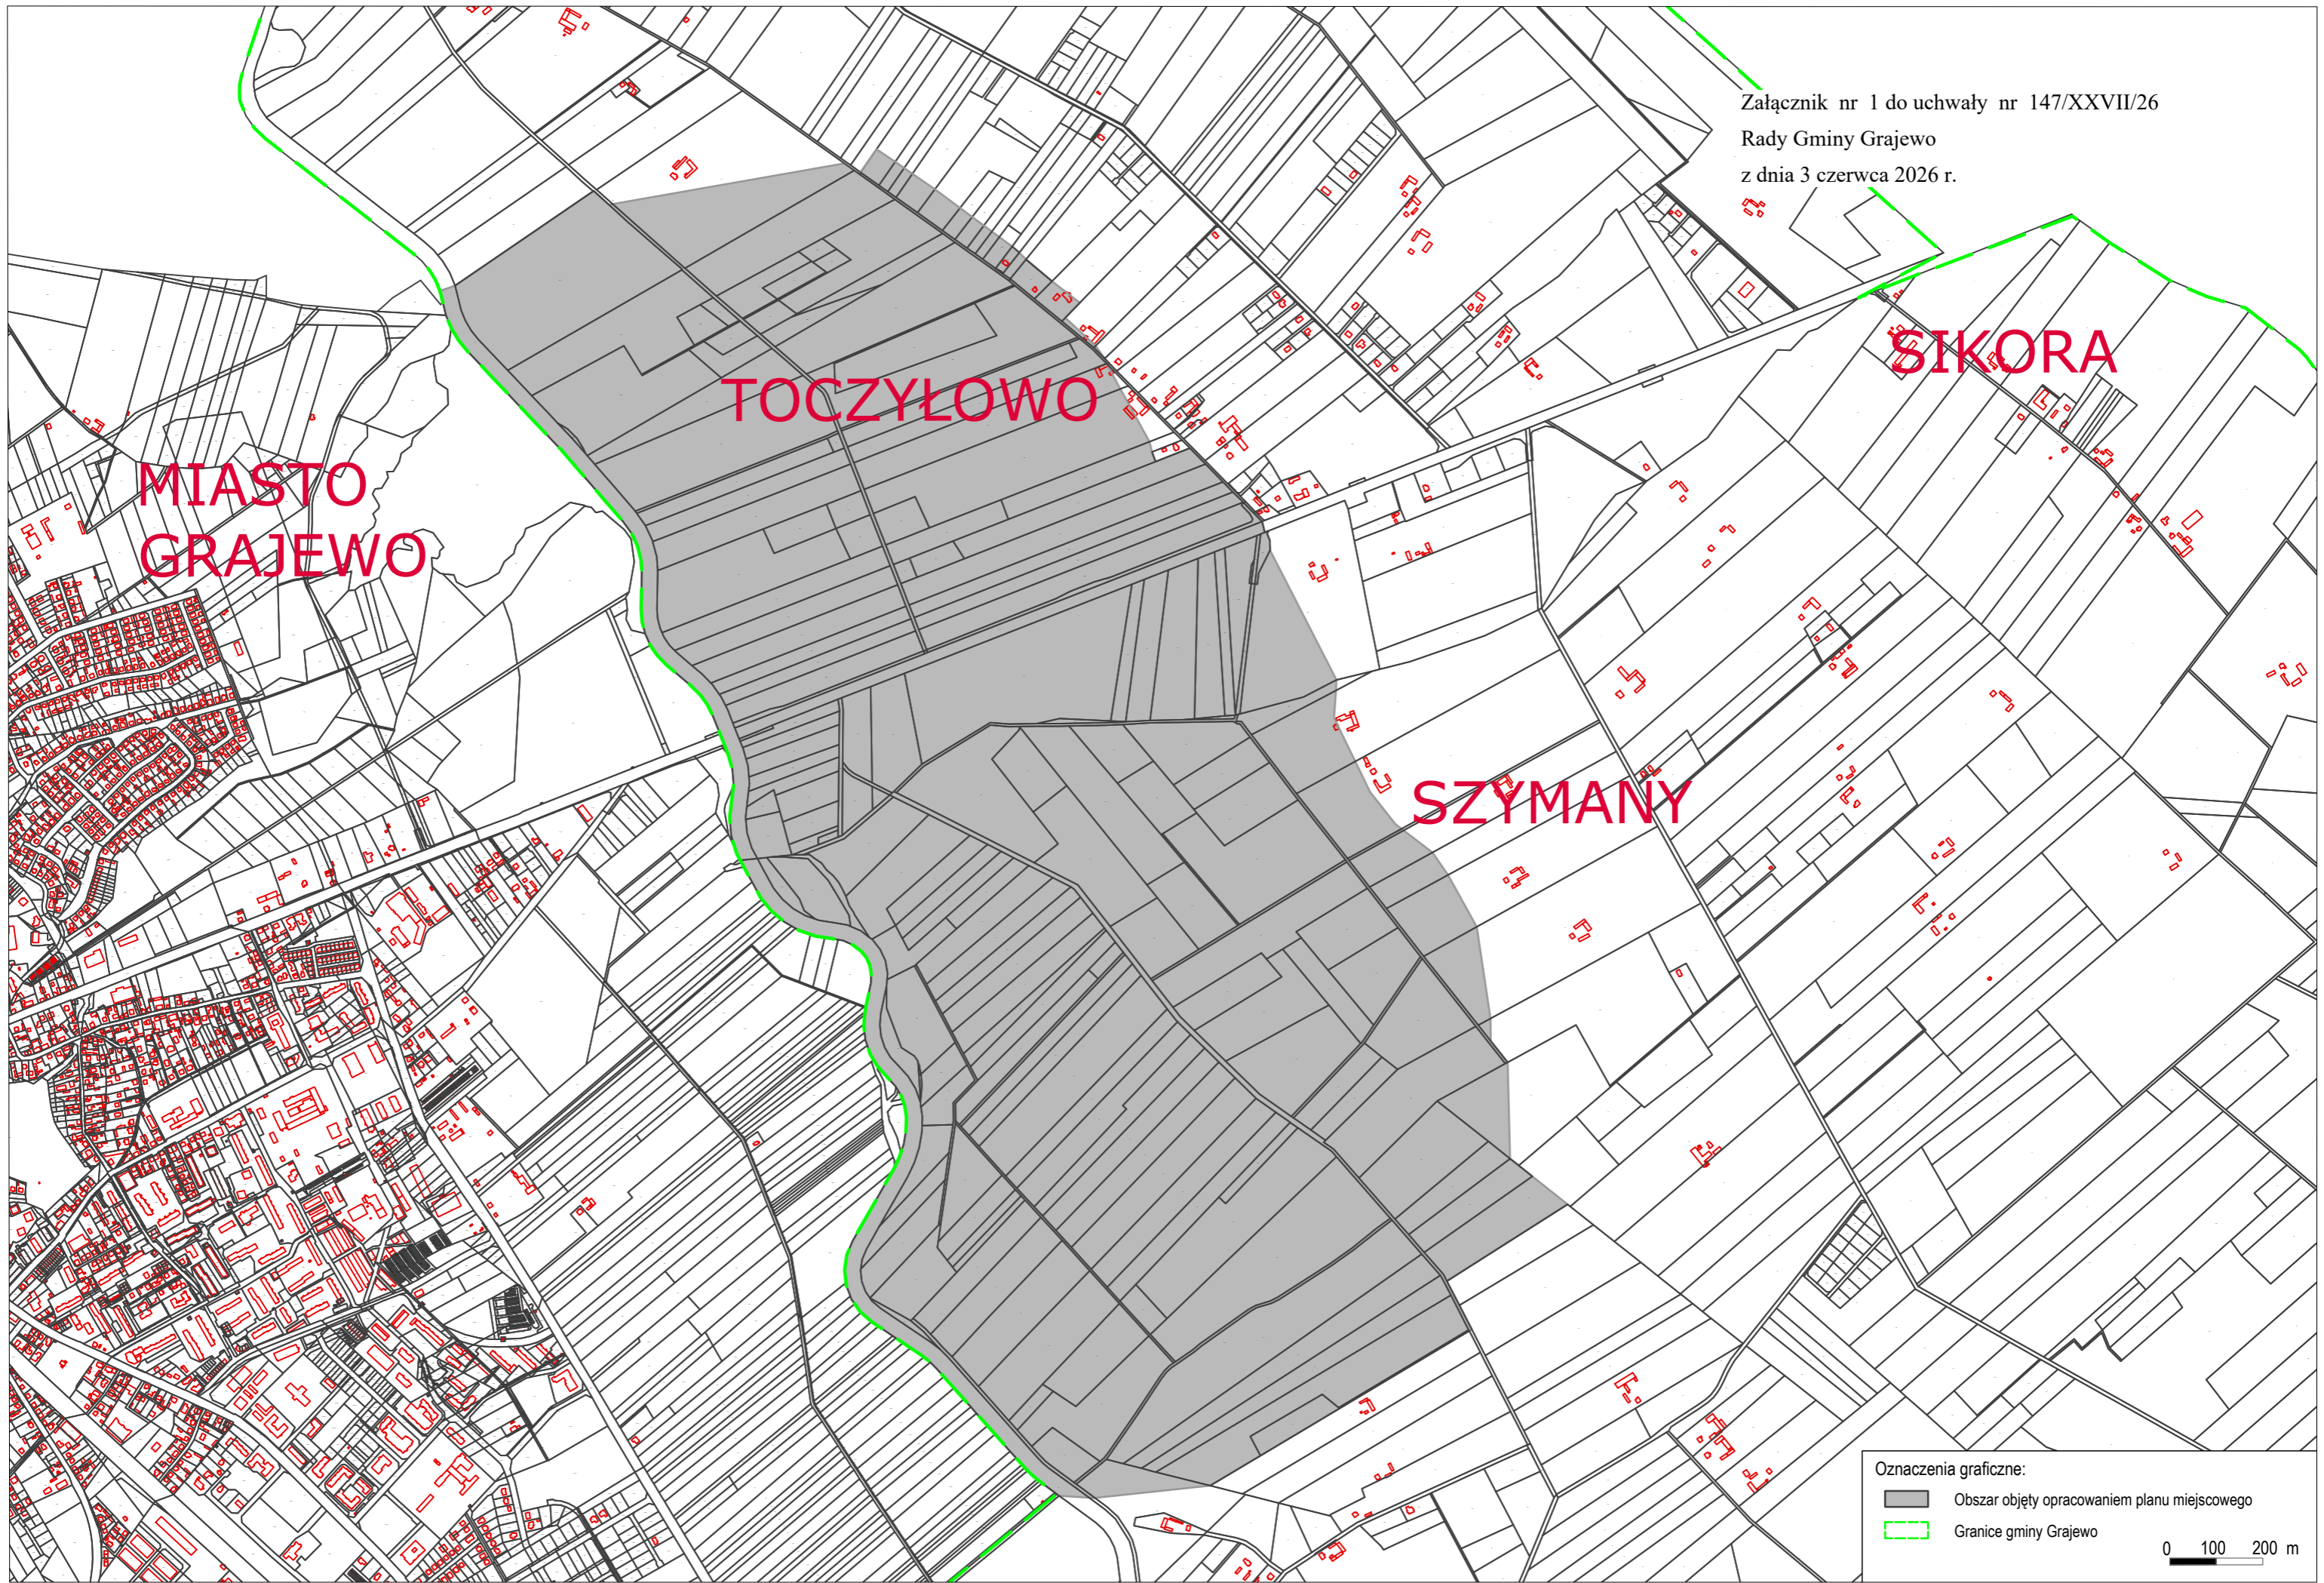 Załącznik nr 1 do uchwały nr 147/XXVII/26
Rady Gminy Grajewo
z dnia 3 czerwca 2026 r.
SIKORA
TOCZYŁOWO
MIASTO
GRAJEWO
SZYMANY
Oznaczenia graficzne:
Obszar objęty opracowaniem planu miejscowego
Granice gminy Grajewo
0 100 200 m